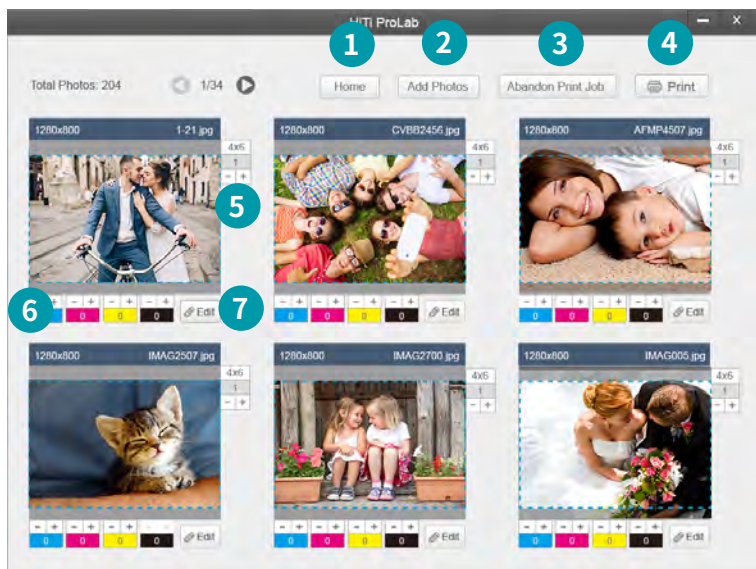 HiTi ProLab
1 2 3 4
Total Photos: 204 1/34 Home Add Photos Abandon Print Job Print
1280x800 1-21.jpg 1280x800 CVBB2456.jpg 1280x800 AFMP4507.jpg
4x6 4x6 4x6
1 1 1
- + - + - +
5
6 + - + - + - + 7 - + - + - + - + - + - + - + - +
0 0 0 Edit 0 0 0 0 Edit 0 0 0 0 Edit
1280x800 IMAG2507.jpg 1280x800 IMAG2700.jpg 1280x800 IMAG005.jpg
4x6 4x6 4x6
1 1 1
- + - + - +
- + - + - + - + - + - + - + - + - + - + - +
0 0 0 0 Edit 0 0 0 0 Edit 0 0 0 0 Edit